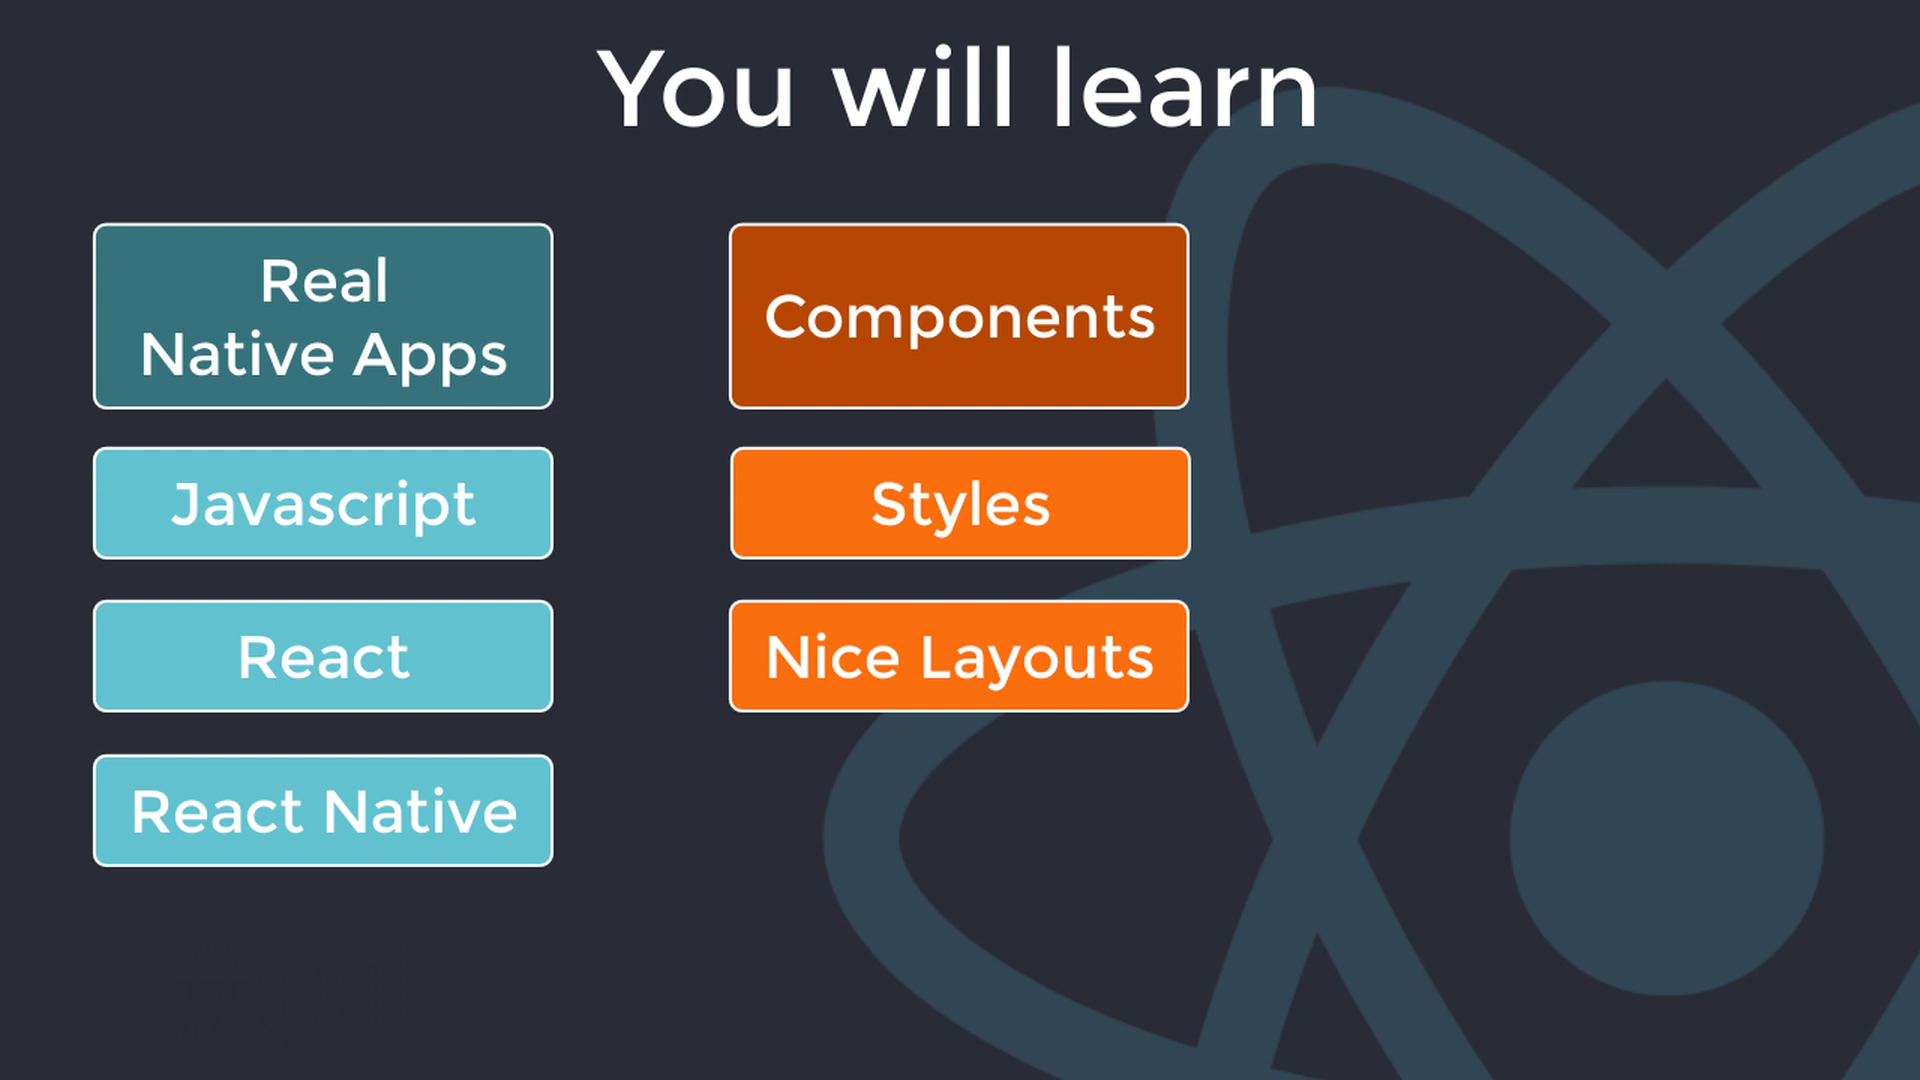 You will learn
Real
Native Apps
Javascript
React
React Native
Components
Styles
Nice Layouts